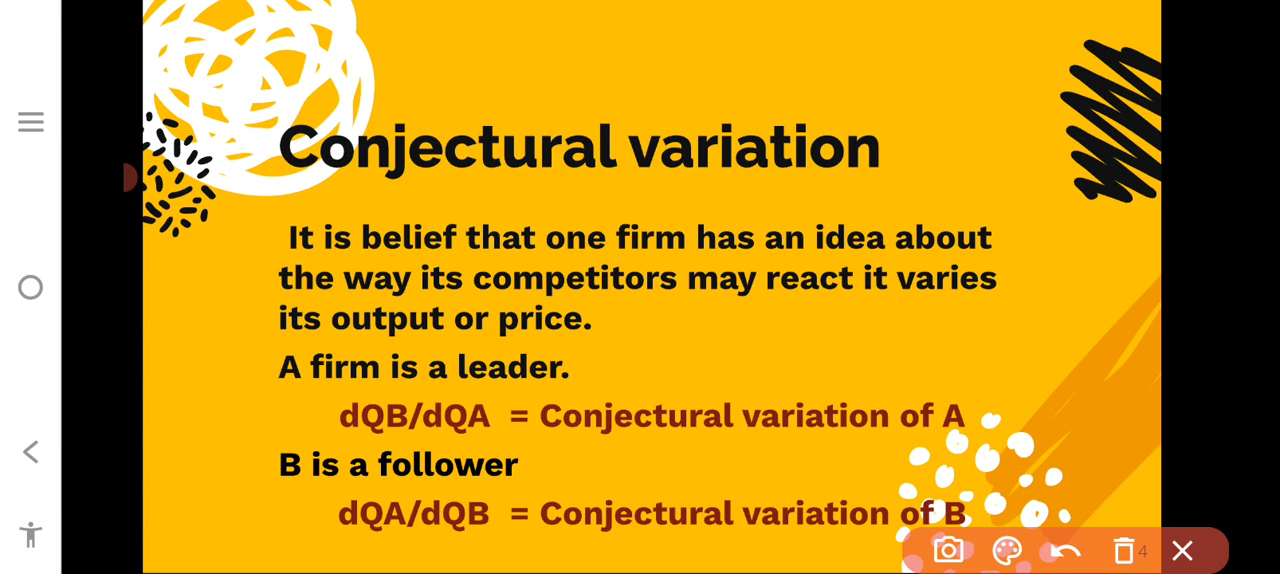 Conjectural variation
It is belief that one firm has an idea about
the way its competitors may react it varies
its output or price.
A firm is a leader.
dQB/dQA = Conjectural variation of A
B is a follower
dQA/dQB = Conjectural variation of B
4